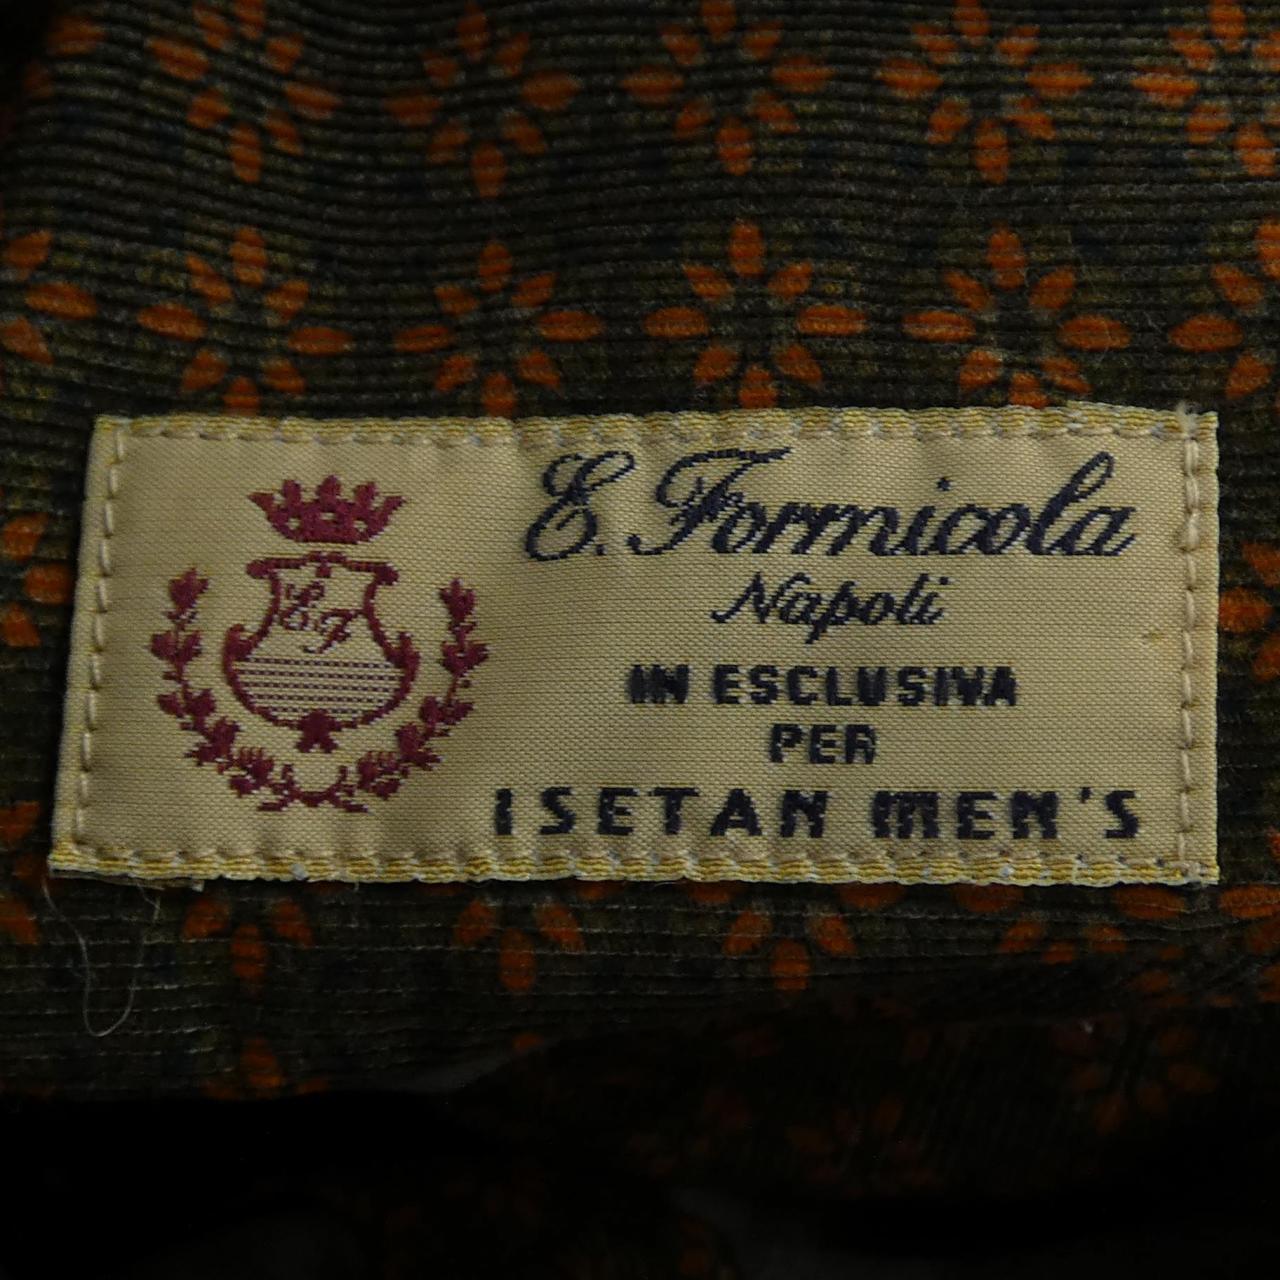 E. F.
E. Formicola
Napoli
IN ESCLUSIVA
PER
ISETAN MEN'S